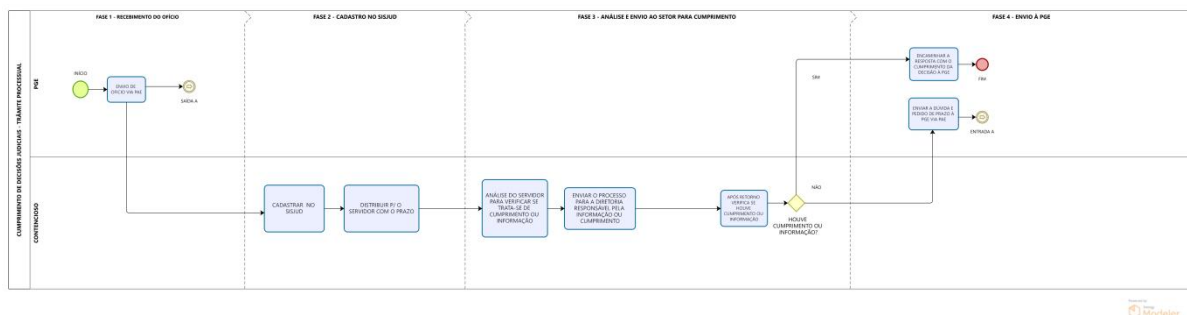 FASE 1 - RECEBIMENTO DO OFÍCIO
FASE 2 - CADASTRO NO SISJUD
FASE 3 - ANÁLISE E ENVIO AO SETOR PARA CUMPRIMENTO
FASE 4 - ENVIO À PGE
CUMPRIMENTO DE DECISÕES JUDICIAIS - TRÂMITE PROCESSUAL
PGE
INÍCIO
ENVIO DE
OFÍCIO VIA PAE
SAÍDA A
SIM
ENCAMINHAR A
RESPOSTA COM O
CUMPRIMENTO DA
DECISÃO À PGE
FIM
ENVIAR A DÚVIDA E
PEDIDO DE PRAZO À
PGE VIA PAE
ENTRADA A
CONTENCIOSO
CADASTRAR NO
SISJUD
DISTRIBUIR P/ O
SERVIDOR COM O PRAZO
ANÁLISE DO SERVIDOR
PARA VERIFICAR SE
TRATA-SE DE
CUMPRIMENTO OU
INFORMAÇÃO
ENVIAR O PROCESSO
PARA A DIRETORIA
RESPONSÁVEL PELA
INFORMAÇÃO OU
CUMPRIMENTO
APÓS RETORNO
VERIFICA SE
HOUVE
CUMPRIMENTO OU
INFORMAÇÃO
NÃO
HOUVE
CUMPRIMENTO OU
INFORMAÇÃO?
Powered by
bizagi
Modeler